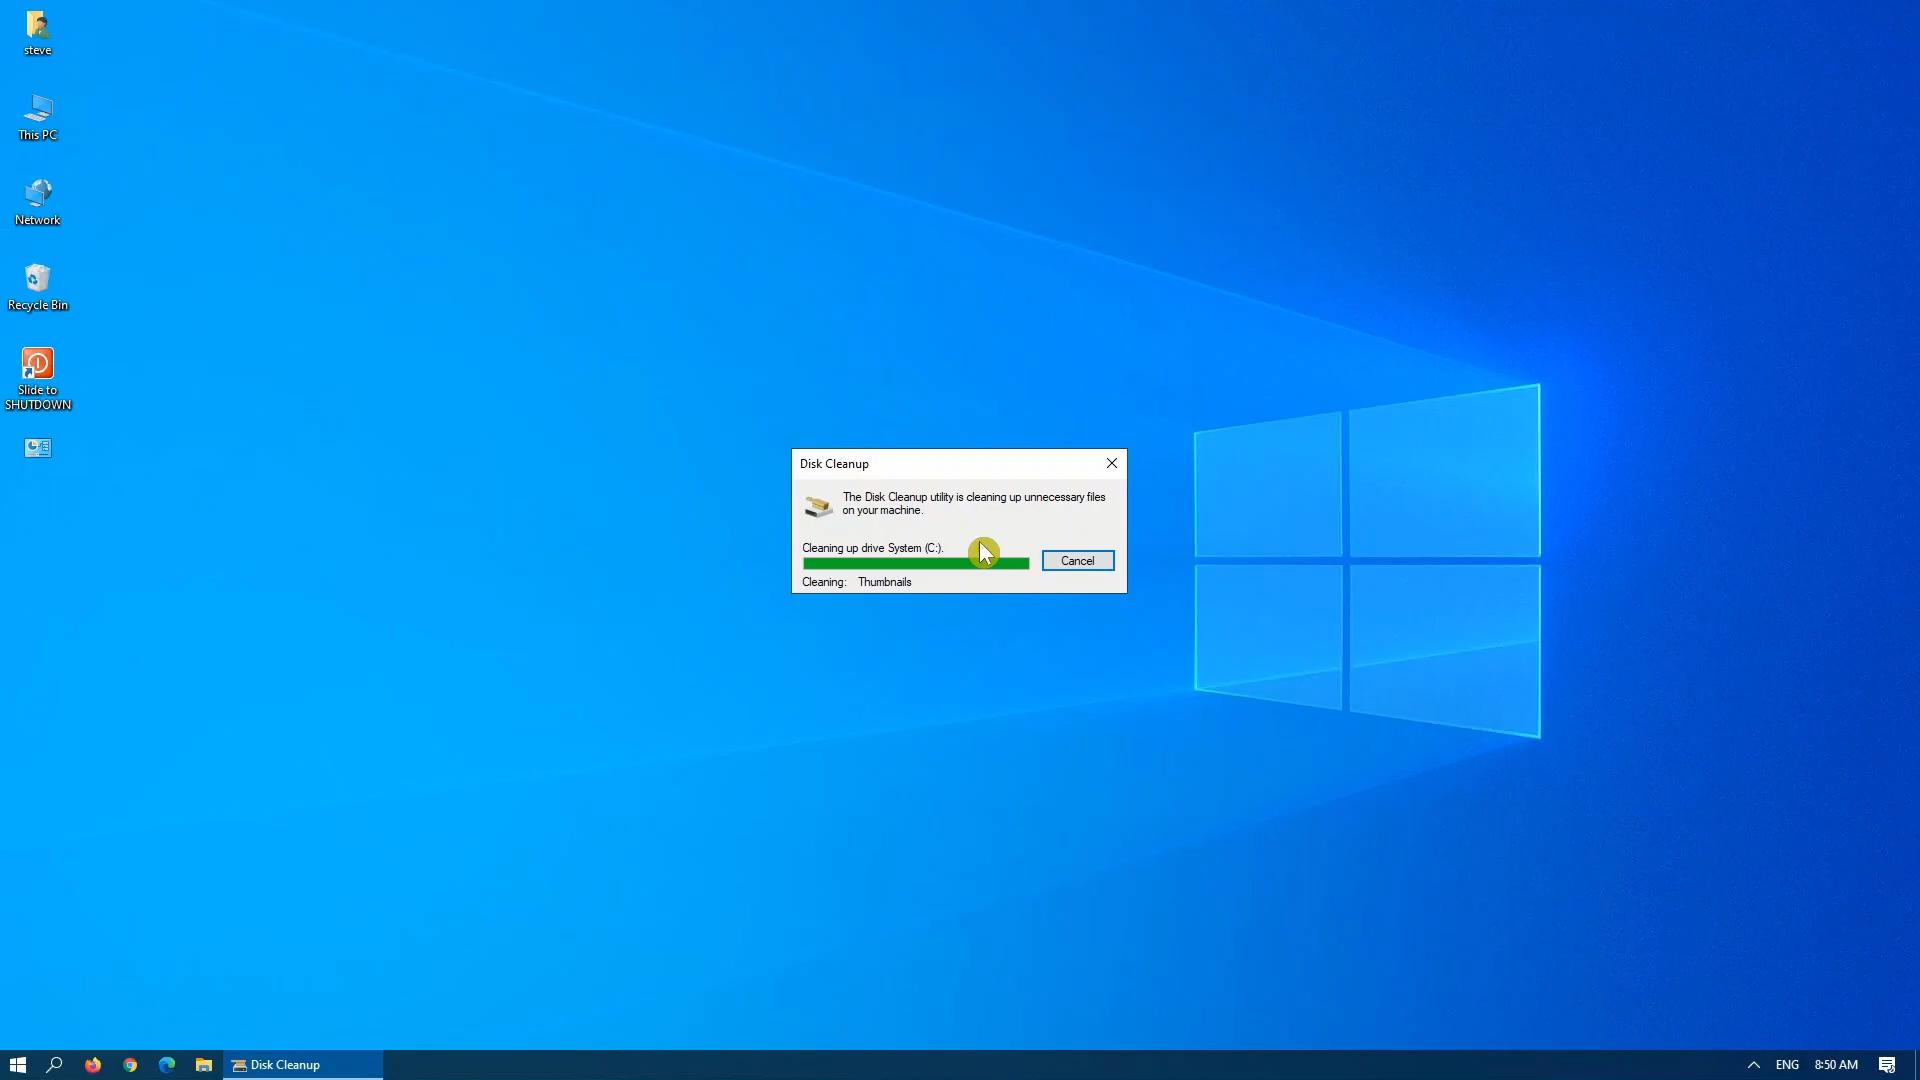 steve
This PC
Network
Recycle Bin
Slide to
SHUTDOWN
Disk Cleanup
The Disk Cleanup utility is cleaning up unnecessary files
on your machine.
Cleaning up drive System (C:).
Cancel
Cleaning: Thumbnails
Disk Cleanup
ENG
8:50 AM